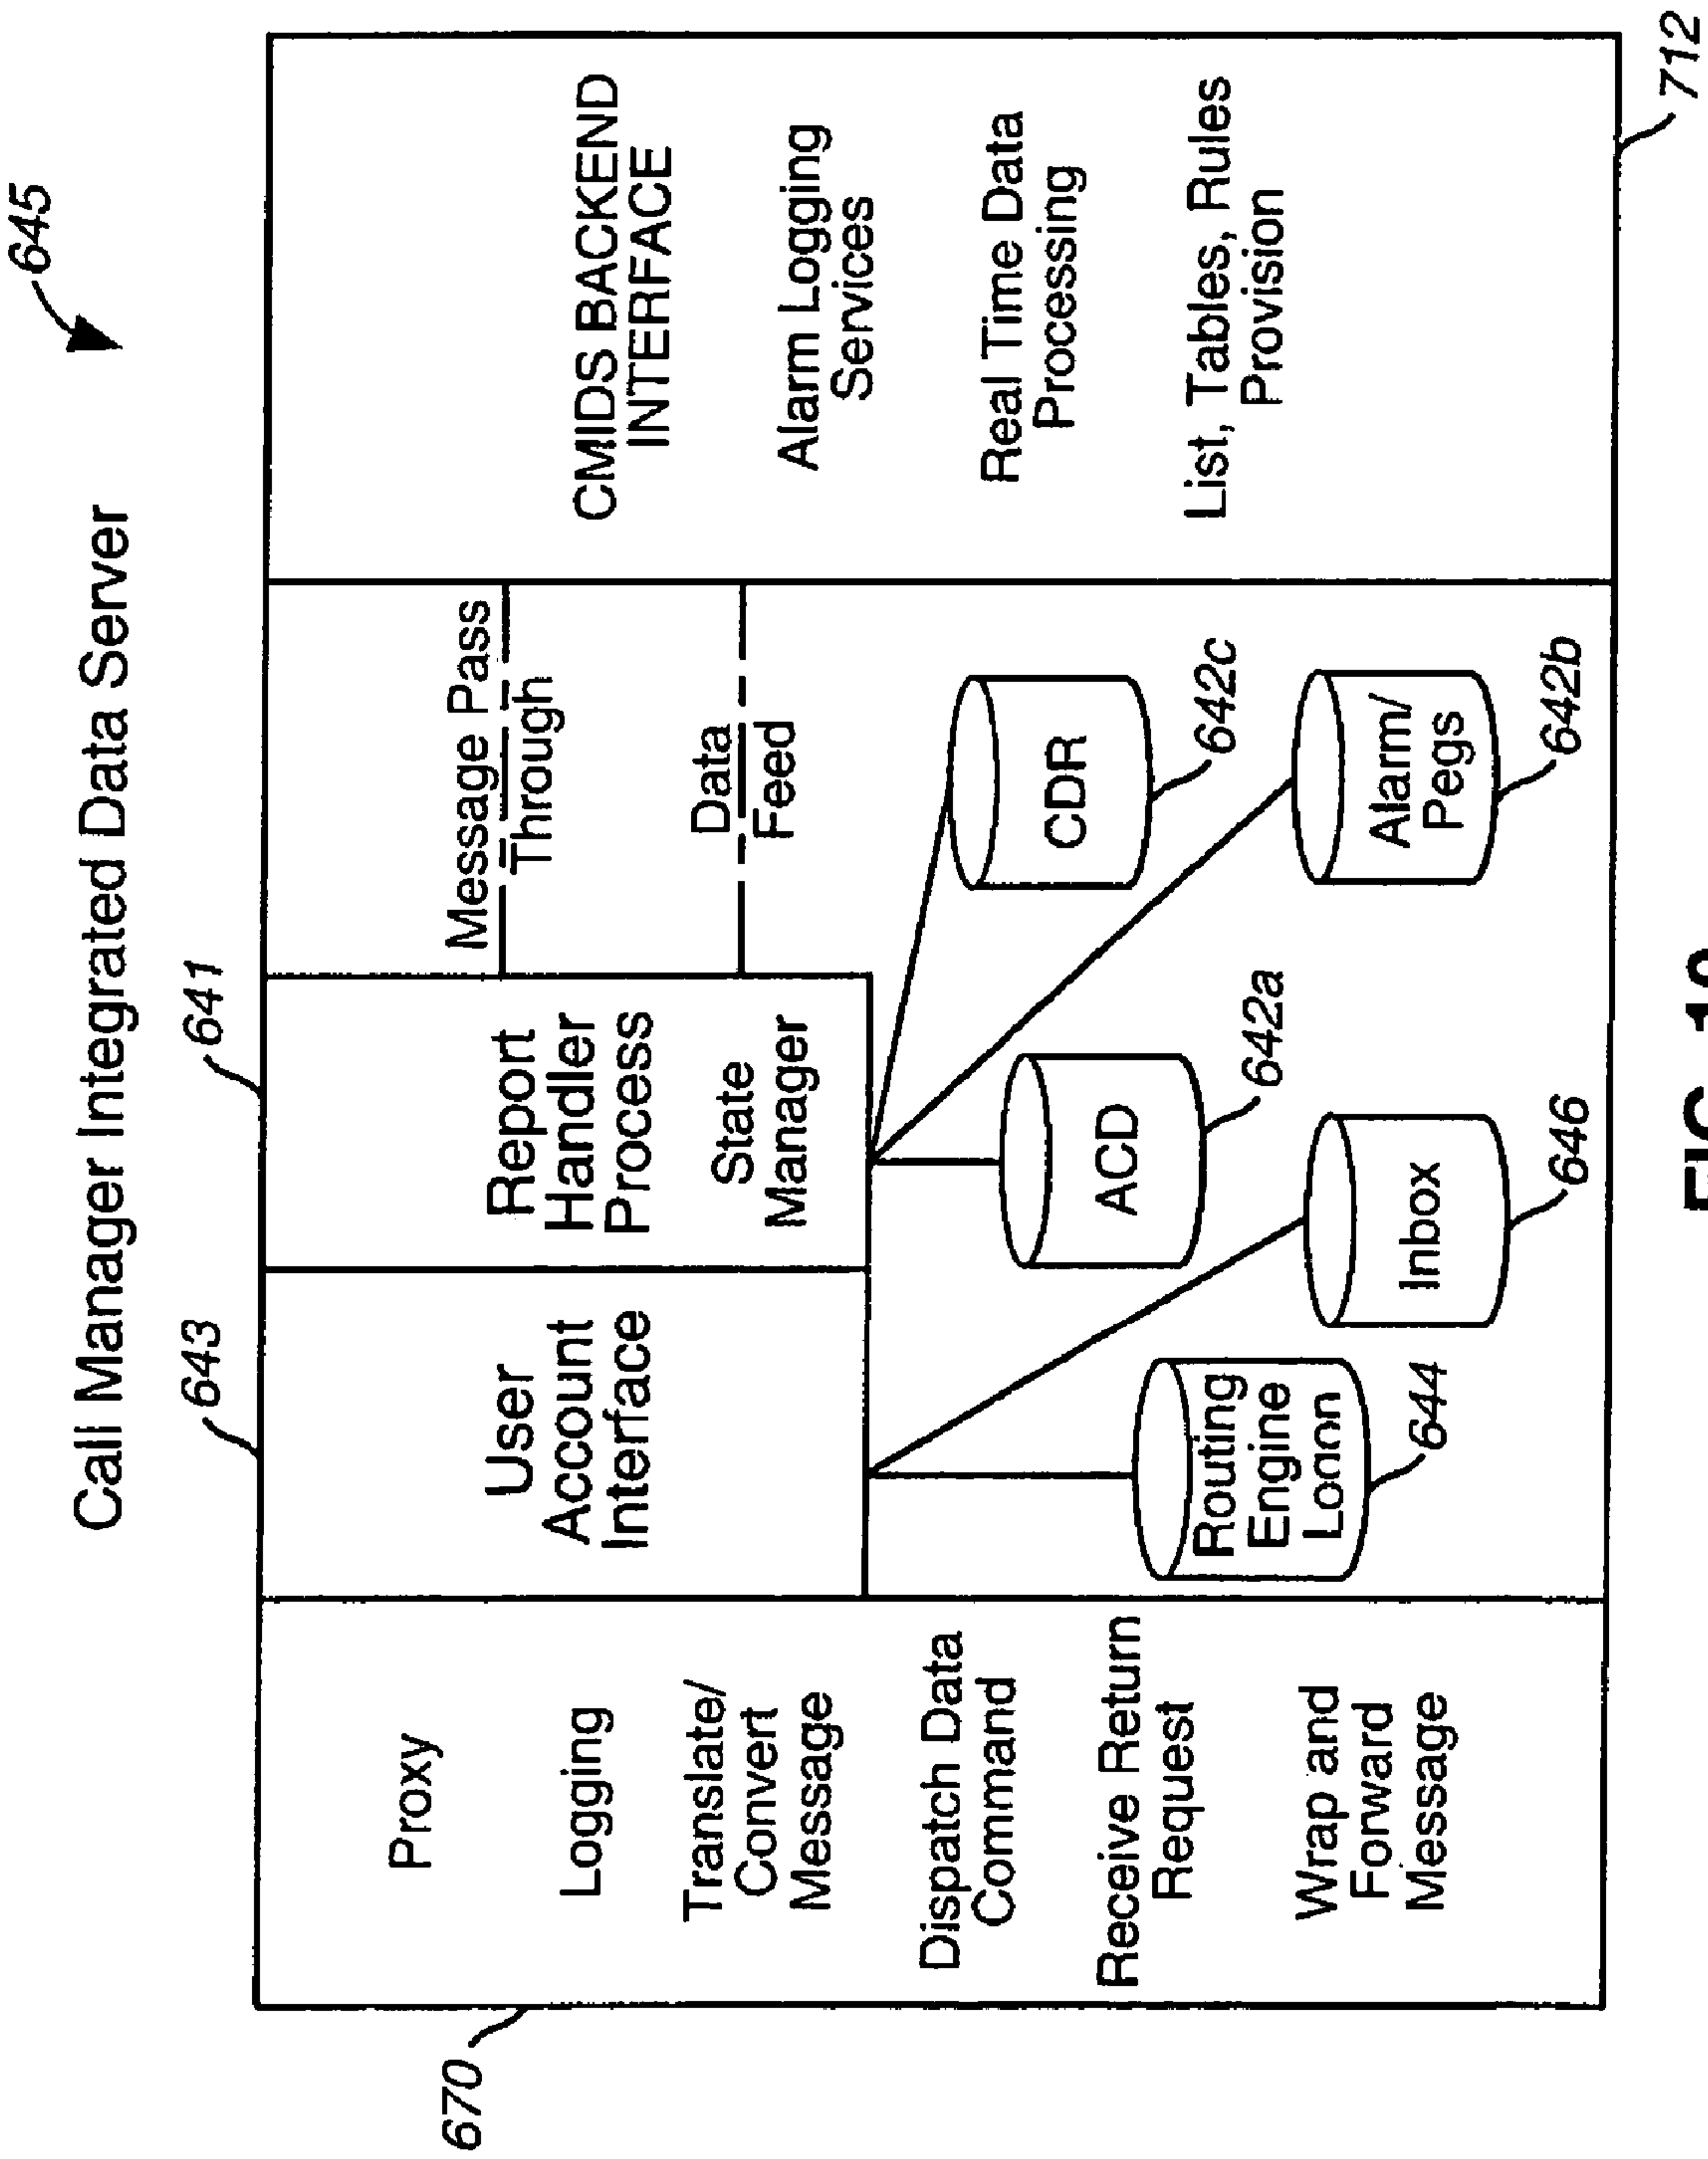 Call Manager Integrated Data Server
645
643
641
670
Proxy
Logging
Translate/
Convert
Message
Dispatch Data
Command
Receive Return
Request
Wrap and
Forward
Message
User
Account
Interface
Report
Handler
Process
State
Manager
Message Pass
Through
Data
Feed
Routing
Engine
Logon
644
Inbox
646
ACD
642a
CDR
642c
Alarm/
Pegs
642b
CMIDS BACKEND
INTERFACE
Alarm Logging
Services
Real Time Data
Processing
List, Tables, Rules
Provision
712